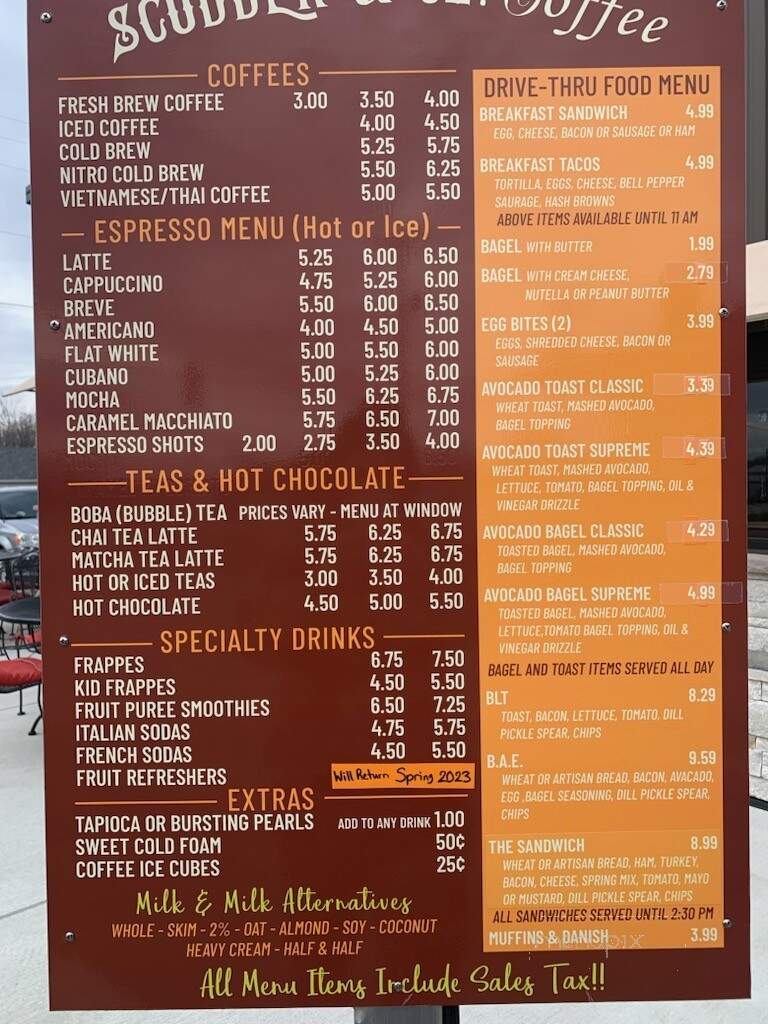 Coffee
COFFEES
FRESH BREW COFFEE 3.00 3.50 4.00
ICED COFFEE 4.00 4.50
COLD BREW 5.25 5.75
NITRO COLD BREW 5.50 6.25
VIETNAMESE/THAI COFFEE 5.00 5.50
ESPRESSO MENU (Hot or Ice)
LATTE 5.25 6.00 6.50
CAPPUCCINO 4.75 5.25 6.00
BREVE 5.50 6.00 6.50
AMERICANO 4.00 4.50 5.00
FLAT WHITE 5.00 5.50 6.00
CUBANO 5.00 5.25 6.00
MOCHA 5.50 6.25 6.75
CARAMEL MACCHIATO 5.75 6.50 7.00
ESPRESSO SHOTS 2.00 2.75 3.50 4.00
TEAS & HOT CHOCOLATE
BOBA (BUBBLE) TEA PRICES VARY - MENU AT WINDOW
CHAI TEA LATTE 5.75 6.25 6.75
MATCHA TEA LATTE 5.75 6.25 6.75
HOT OR ICED TEAS 3.00 3.50 4.00
HOT CHOCOLATE 4.50 5.00 5.50
SPECIALTY DRINKS
FRAPPES 6.75 7.50
KID FRAPPES 4.50 5.50
FRUIT PUREE SMOOTHIES 6.50 7.25
ITALIAN SODAS 4.75 5.75
FRENCH SODAS 4.50 5.50
FRUIT REFRESHERS Will Return Spring 2023
EXTRAS
TAPIOCA OR BURSTING PEARLS ADD TO ANY DRINK 1.00
SWEET COLD FOAM 50¢
COFFEE ICE CUBES 25¢
Milk & Milk Alternatives
WHOLE - SKIM - 2% - OAT - ALMOND - SOY - COCONUT
HEAVY CREAM - HALF & HALF
DRIVE-THRU FOOD MENU
BREAKFAST SANDWICH 4.99
EGG, CHEESE, BACON OR SAUSAGE OR HAM
BREAKFAST TACOS 4.99
TORTILLA, EGGS, CHEESE, BELL PEPPER
SAURAGE, HASH BROWNS
ABOVE ITEMS AVAILABLE UNTIL 11 AM
BAGEL WITH BUTTER 1.99
BAGEL WITH CREAM CHEESE, 2.79
NUTELLA OR PEANUT BUTTER
EGG BITES (2) 3.99
EGGS, SHREDDED CHEESE, BACON OR
SAUSAGE
AVOCADO TOAST CLASSIC 3.39
WHEAT TOAST, MASHED AVOCADO,
BAGEL TOPPING
AVOCADO TOAST SUPREME 4.39
WHEAT TOAST, MASHED AVOCADO,
LETTUCE, TOMATO, BAGEL TOPPING, OIL &
VINEGAR DRIZZLE
AVOCADO BAGEL CLASSIC 4.29
TOASTED BAGEL, MASHED AVOCADO,
BAGEL TOPPING
AVOCADO BAGEL SUPREME 4.99
TOASTED BAGEL, MASHED AVOCADO,
LETTUCE,TOMATO BAGEL TOPPING, OIL &
VINEGAR DRIZZLE
BAGEL AND TOAST ITEMS SERVED ALL DAY
BLT 8.29
TOAST, BACON, LETTUCE, TOMATO, DILL
PICKLE SPEAR, CHIPS
B.A.E. 9.59
WHEAT OR ARTISAN BREAD, BACON, AVACADO,
EGG ,BAGEL SEASONING, DILL PICKLE SPEAR,
CHIPS
THE SANDWICH 8.99
WHEAT OR ARTISAN BREAD, HAM, TURKEY,
BACON, CHEESE, SPRING MIX, TOMATO, MAYO
OR MUSTARD, DILL PICKLE SPEAR, CHIPS
ALL SANDWICHES SERVED UNTIL 2:30 PM
MUFFINS & DANISH 3.99
menupix
All Menu Items Include Sales Tax!!